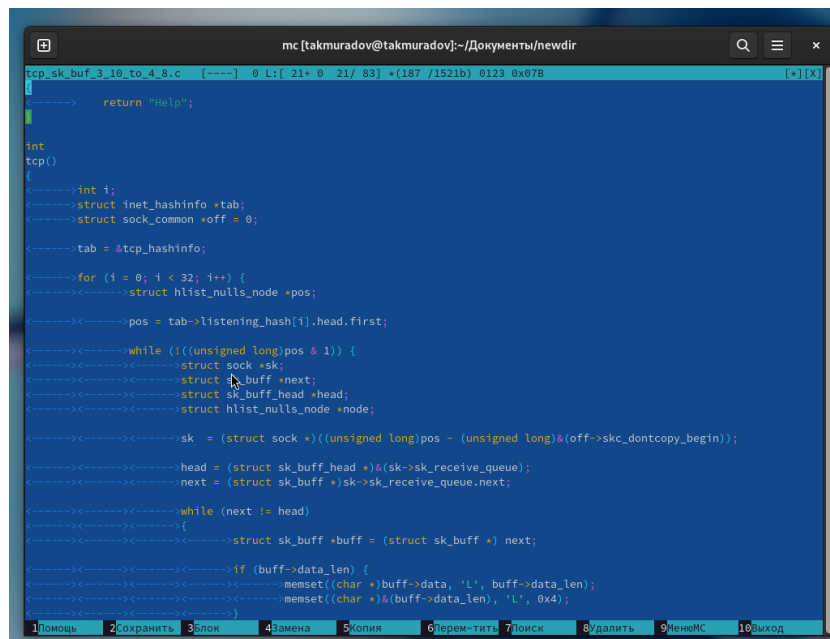 mc [takmuradov@takmuradov]:~/Документы/newdir
tcp_sk_buf_3_10_to_4_8.c [----] 0 L:[ 21+ 0 21/ 83] *(187 /1521b) 0123 0x07B [*][X]
{
<------> return "Help";
}
int
tcp()
{
<------>int i;
<------>struct inet_hashinfo *tab;
<------>struct sock_common *off = 0;
<------>tab = &tcp_hashinfo;
<------>for (i = 0; i < 32; i++) {
<------><------>struct hlist_nulls_node *pos;
<------><------>pos = tab->listening_hash[i].head.first;
<------><------>while (!((unsigned long)pos & 1)) {
<------><------><------>struct sock *sk;
<------><------><------>struct sk_buff *next;
<------><------><------>struct sk_buff_head *head;
<------><------><------>struct hlist_nulls_node *node;
<------><------><------>sk  = (struct sock *)((unsigned long)pos - (unsigned long)&(off->skc_dontcopy_begin));
<------><------><------>head = (struct sk_buff_head *)&(sk->sk_receive_queue);
<------><------><------>next = (struct sk_buff *)sk->sk_receive_queue.next;
<------><------><------>while (next != head)
<------><------><------>{
<------><------><------><------>struct sk_buff *buff = (struct sk_buff *) next;
<------><------><------><------>if (buff->data_len) {
<------><------><------><------><------>memset((char *)buff->data, 'L', buff->data_len);
<------><------><------><------><------>memset((char *)&(buff->data_len), 'L', 0x4);
<------><------><------><------>}
1Помощь 2Сохранить 3Блок 4Замена 5Копия 6Перем~тить 7Поиск 8Удалить 9МенюMC 10Выход